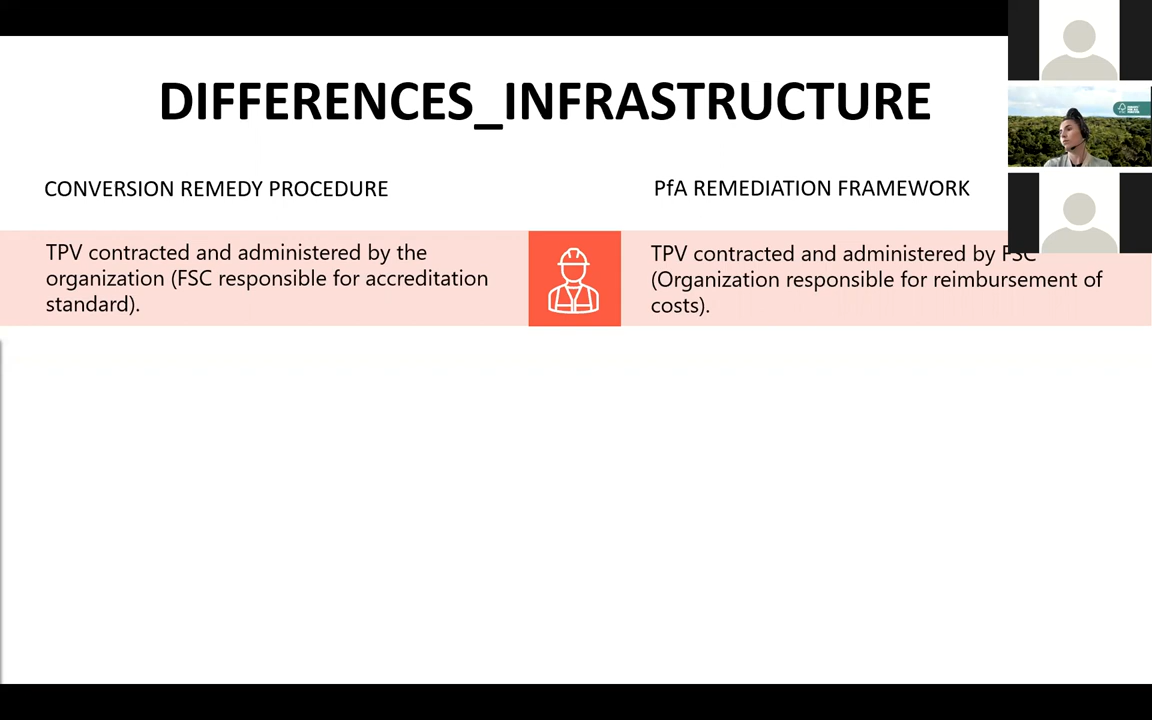 DIFFERENCES_INFRASTRUCTURE
CONVERSION REMEDY PROCEDURE
PfA REMEDIATION FRAMEWORK
TPV contracted and administered by the
organization (FSC responsible for accreditation
standard).
TPV contracted and administered by FSC
(Organization responsible for reimbursement of
costs).